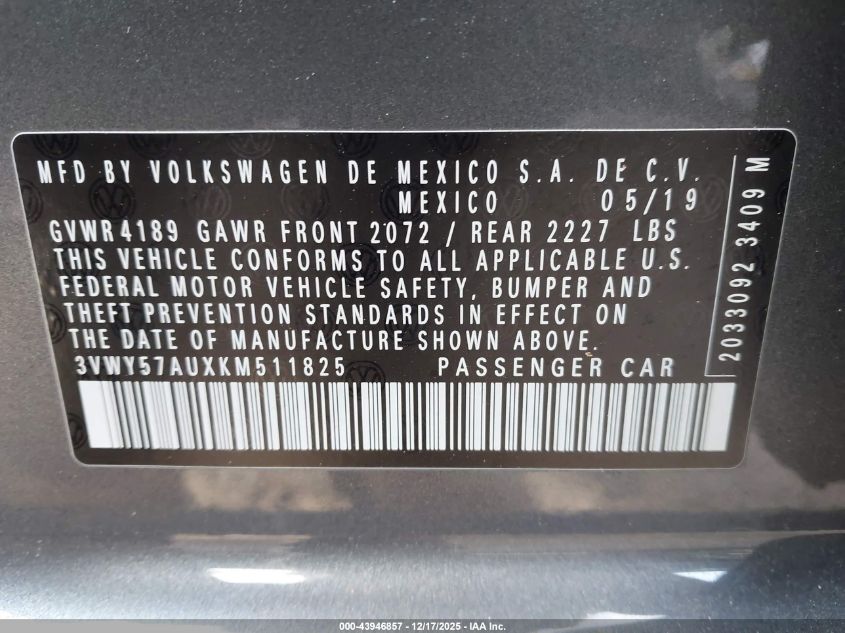 MFD BY VOLKSWAGEN DE MEXICO S.A. DE C.V.
MEXICO 05/19
GVWR 4189 GAWR FRONT 2072 / REAR 2227 LBS
THIS VEHICLE CONFORMS TO ALL APPLICABLE U.S.
FEDERAL MOTOR VEHICLE SAFETY, BUMPER AND
THEFT PREVENTION STANDARDS IN EFFECT ON
THE DATE OF MANUFACTURE SHOWN ABOVE.
3VWY57AUXKM511825 PASSENGER CAR
2033092 3409 M
000-43946857 - 12/17/2025 - IAA Inc.